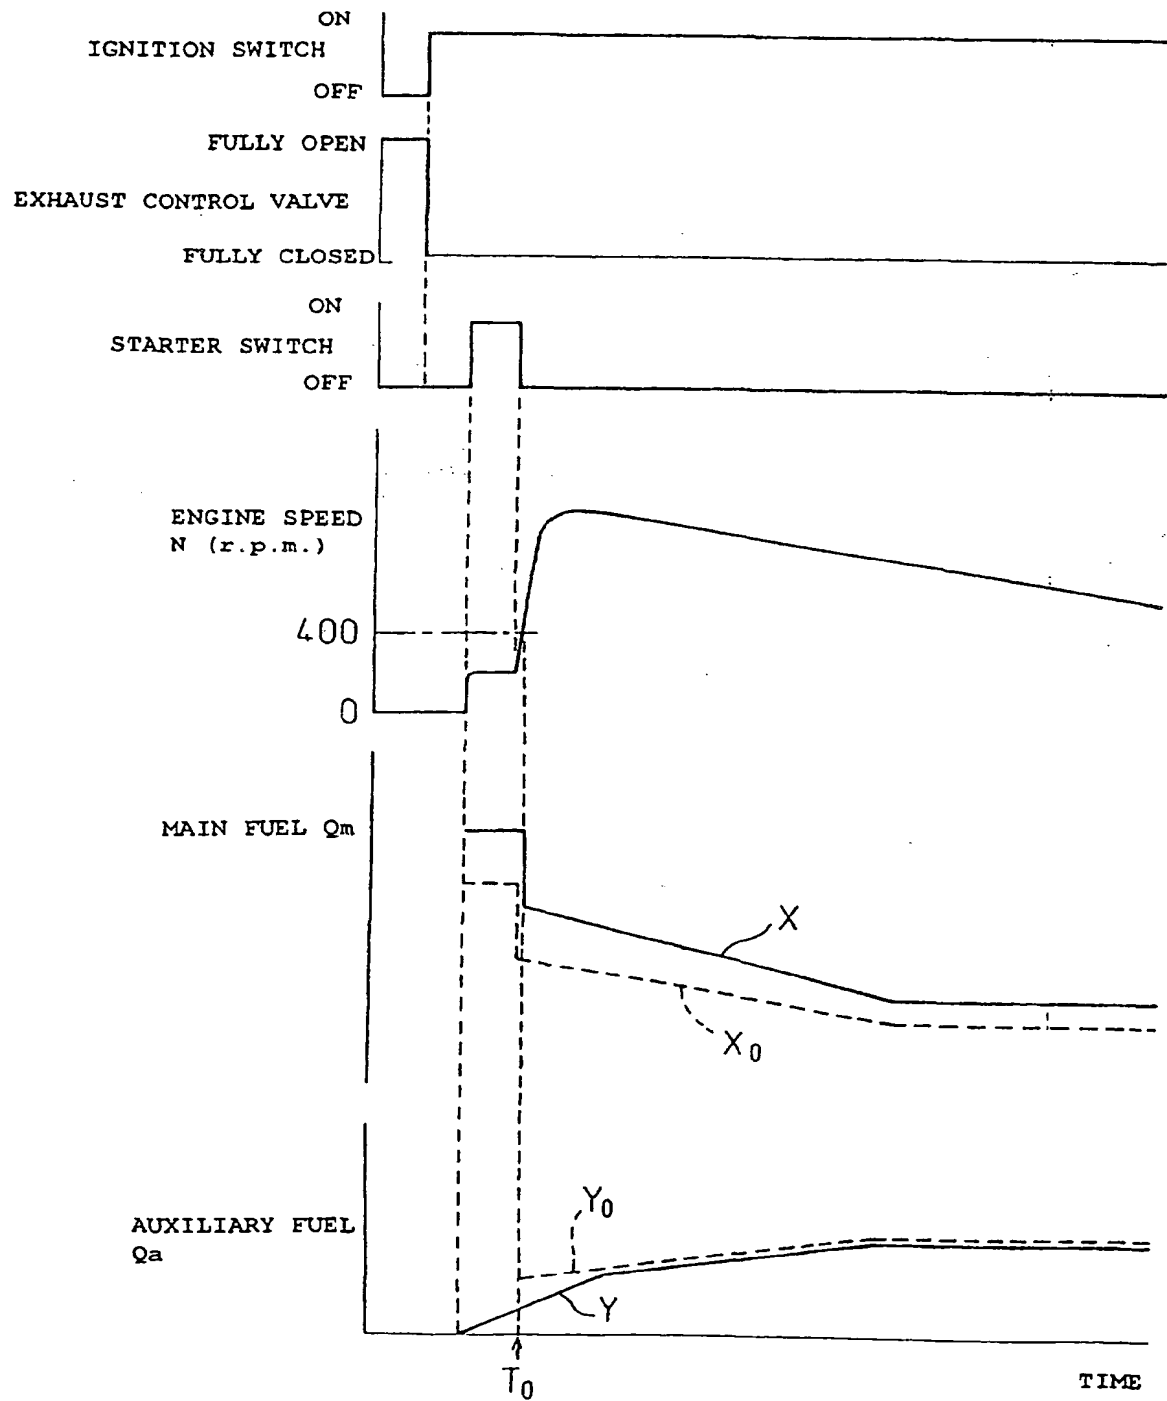 ON
IGNITION SWITCH
OFF
FULLY OPEN
EXHAUST CONTROL VALVE
FULLY CLOSED
ON
STARTER SWITCH
OFF
ENGINE SPEED
N (r.p.m.)
400
0
MAIN FUEL Qm
X
X0
AUXILIARY FUEL
Qa
Y0
Y
T0
TIME